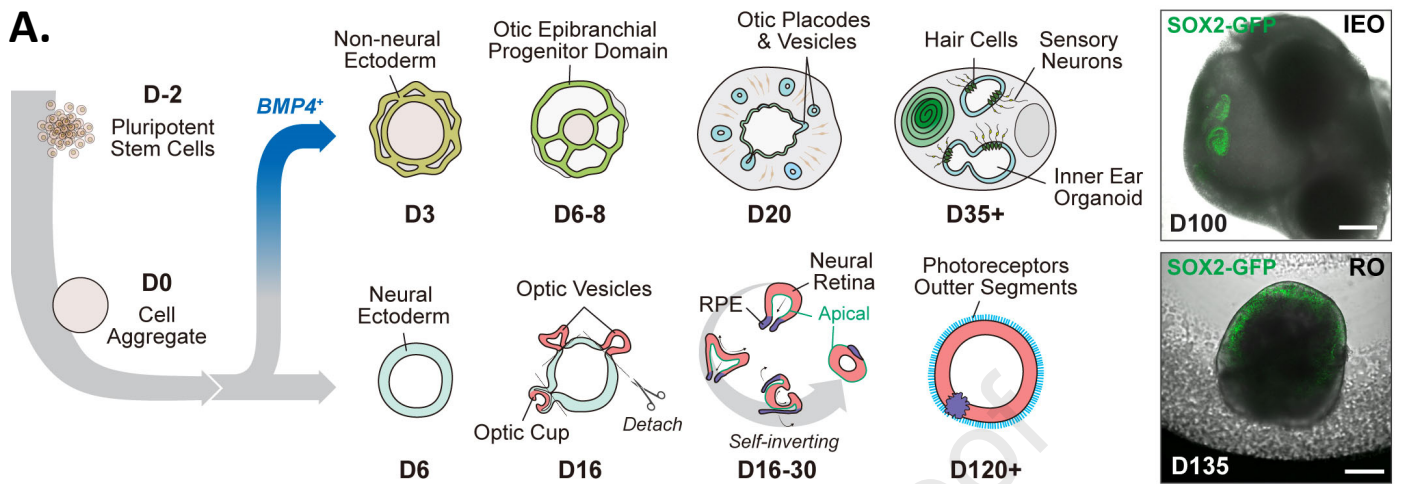 A.
D-2
Pluripotent
Stem Cells
D0
Cell
Aggregate
BMP4+
Non-neural
Ectoderm
D3
Otic Epibranchial
Progenitor Domain
D6-8
Otic Placodes
& Vesicles
D20
Hair Cells
Sensory
Neurons
Inner Ear
Organoid
D35+
SOX2-GFP
IEO
D100
Neural
Ectoderm
D6
Optic Vesicles
Optic Cup
Detach
D16
Neural
Retina
RPE
Apical
Self-inverting
D16-30
Photoreceptors
Outter Segments
D120+
SOX2-GFP
RO
D135